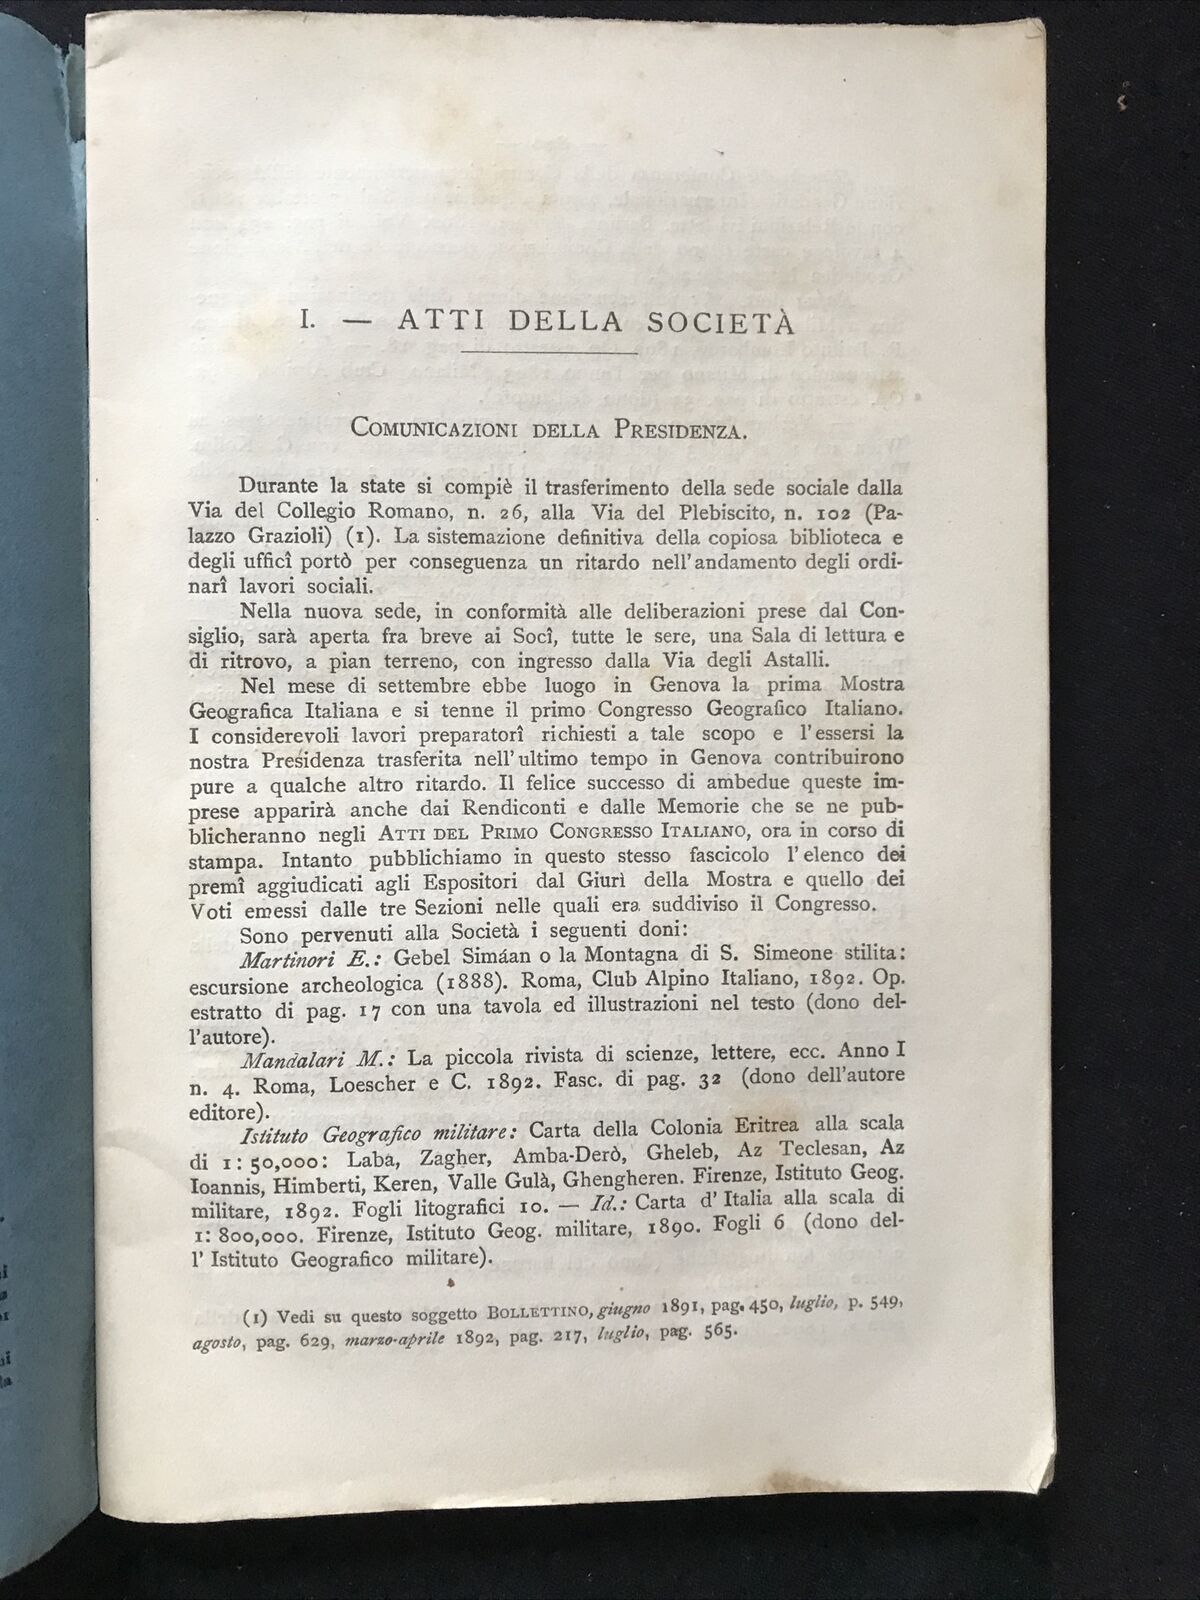 I. — ATTI DELLA SOCIETÀ
COMUNICAZIONI DELLA PRESIDENZA.
Durante la state si compiè il trasferimento della sede sociale dalla
Via del Collegio Romano, n. 26, alla Via del Plebiscito, n. 102 (Pa-
lazzo Grazioli) (1). La sistemazione definitiva della copiosa biblioteca e
degli ufficî portò per conseguenza un ritardo nell'andamento degli ordi-
narî lavori sociali.
Nella nuova sede, in conformità alle deliberazioni prese dal Con-
siglio, sarà aperta fra breve ai Socî, tutte le sere, una Sala di lettura e
di ritrovo, a pian terreno, con ingresso dalla Via degli Astalli.
Nel mese di settembre ebbe luogo in Genova la prima Mostra
Geografica Italiana e si tenne il primo Congresso Geografico Italiano.
I considerevoli lavori preparatorî richiesti a tale scopo e l'essersi la
nostra Presidenza trasferita nell'ultimo tempo in Genova contribuirono
pure a qualche altro ritardo. Il felice successo di ambedue queste im-
prese apparirà anche dai Rendiconti e dalle Memorie che se ne pub-
blicheranno negli ATTI DEL PRIMO CONGRESSO ITALIANO, ora in corso di
stampa. Intanto pubblichiamo in questo stesso fascicolo l'elenco dei
premî aggiudicati agli Espositori dal Giurì della Mostra e quello dei
Voti emessi dalle tre Sezioni nelle quali era suddiviso il Congresso.
Sono pervenuti alla Società i seguenti doni:
Martinori E.: Gebel Simáan o la Montagna di S. Simeone stilita:
escursione archeologica (1888). Roma, Club Alpino Italiano, 1892. Op.
estratto di pag. 17 con una tavola ed illustrazioni nel testo (dono del-
l'autore).
Mandalari M.: La piccola rivista di scienze, lettere, ecc. Anno I
n. 4. Roma, Loescher e C. 1892. Fasc. di pag. 32 (dono dell'autore
editore).
Istituto Geografico militare: Carta della Colonia Eritrea alla scala
di 1: 50,000: Laba, Zagher, Amba-Derò, Gheleb, Az Teclesan, Az
Ioannis, Himberti, Keren, Valle Gulà, Ghengheren. Firenze, Istituto Geog.
militare, 1892. Fogli litografici 10. — Id.: Carta d'Italia alla scala di
1: 800,000. Firenze, Istituto Geog. militare, 1890. Fogli 6 (dono del-
l'Istituto Geografico militare).
(1) Vedi su questo soggetto BOLLETTINO, giugno 1891, pag. 450, luglio, p. 549,
agosto, pag. 629, marzo-aprile 1892, pag. 217, luglio, pag. 565.